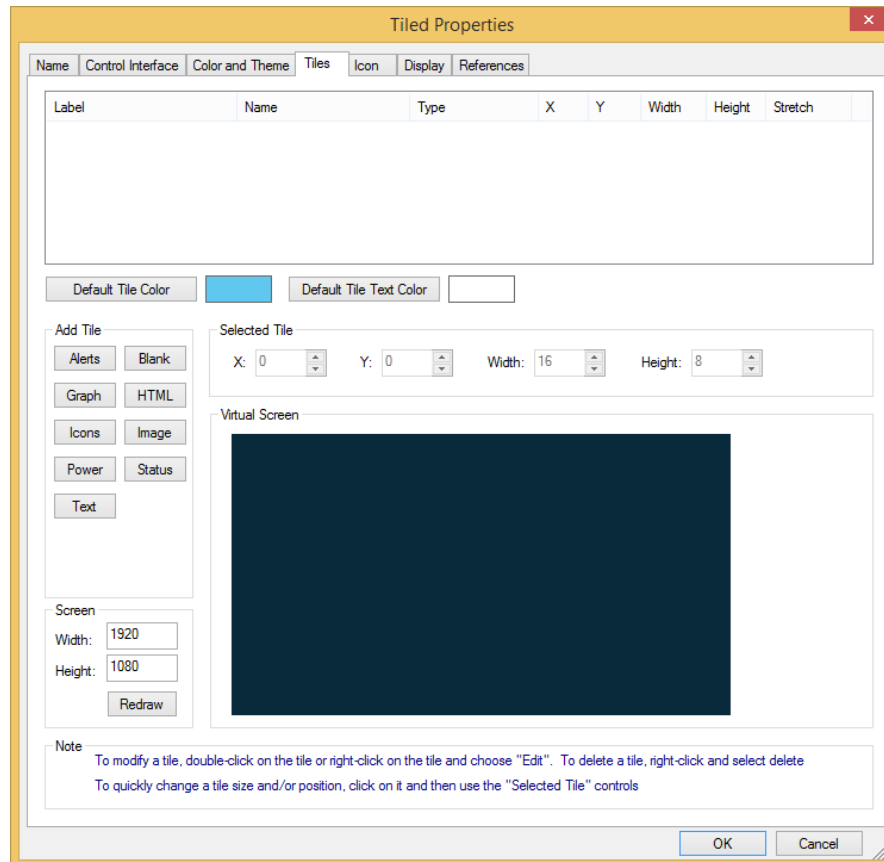 Tiled Properties
Name Control Interface Color and Theme Tiles Icon Display References
Label Name Type X Y Width Height Stretch
Default Tile Color Default Tile Text Color
Add Tile
Alerts Blank
Graph HTML
Icons Image
Power Status
Text
Selected Tile
X: 0 Y: 0 Width: 16 Height: 8
Virtual Screen
Screen
Width: 1920
Height: 1080
Redraw
Note
To modify a tile, double-click on the tile or right-click on the tile and choose "Edit". To delete a tile, right-click and select delete
To quickly change a tile size and/or position, click on it and then use the "Selected Tile" controls
OK Cancel